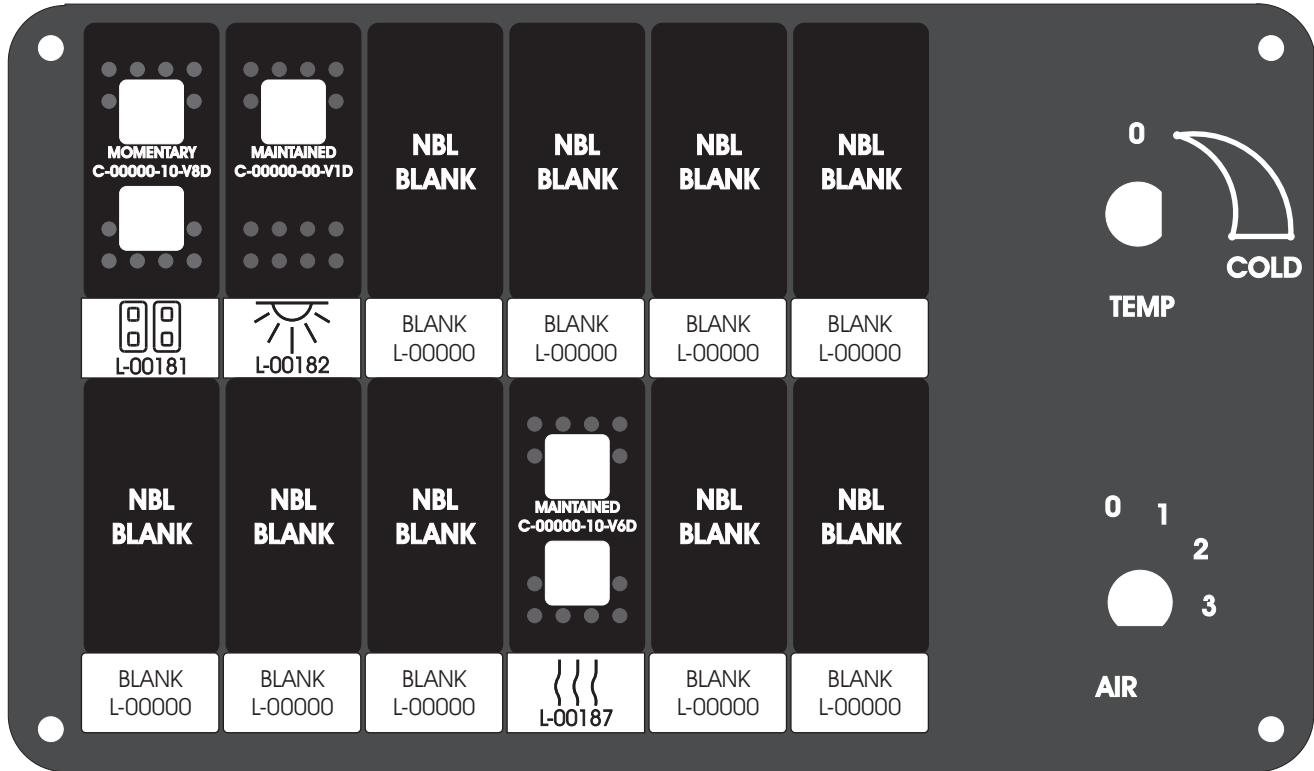 MOMENTARY
C-00000-10-V8D
MAINTAINED
C-00000-00-V1D
NBL
BLANK
NBL
BLANK
NBL
BLANK
NBL
BLANK
L-00181
L-00182
BLANK
L-00000
BLANK
L-00000
BLANK
L-00000
BLANK
L-00000
0
COLD
TEMP
NBL
BLANK
NBL
BLANK
NBL
BLANK
MAINTAINED
C-00000-10-V6D
NBL
BLANK
NBL
BLANK
BLANK
L-00000
BLANK
L-00000
BLANK
L-00000
L-00187
BLANK
L-00000
BLANK
L-00000
0
1
2
3
AIR